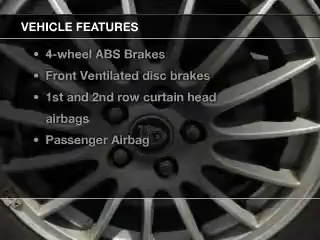 VEHICLE FEATURES
• 4-wheel ABS Brakes
• Front Ventilated disc brakes
• 1st and 2nd row curtain head
airbags
• Passenger Airbag